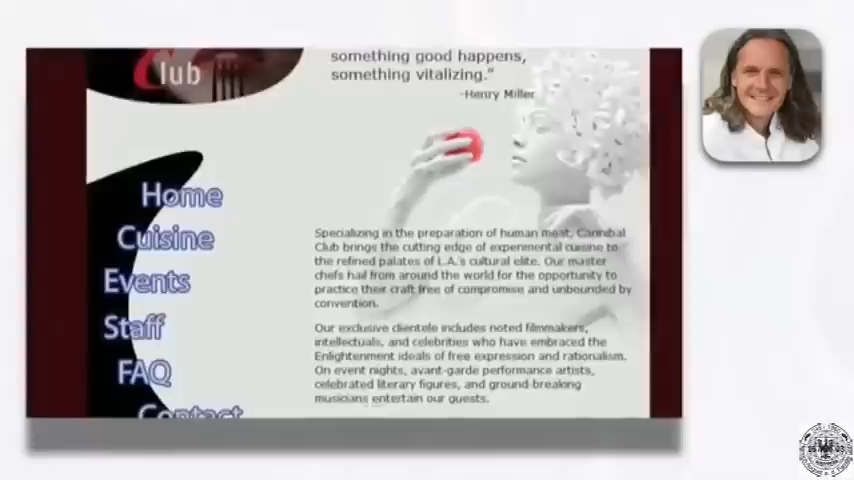 Club
something good happens,
something vitalizing."
-Henry Miller
Home
Cuisine
Events
Staff
FAQ
Contact
Specializing in the preparation of human meat, Cannibal
Club brings the cutting edge of experimental cuisine to
the refined palates of L.A.'s cultural elite. Our master
chefs hail from around the world for the opportunity to
practice their craft free of compromise and unbounded by
convention.
Our exclusive clientele includes noted filmmakers,
intellectuals, and celebrities who have embraced the
Enlightenment ideals of free expression and rationalism.
On event nights, avant-garde performance artists,
celebrated literary figures, and ground-breaking
musicians entertain our guests.